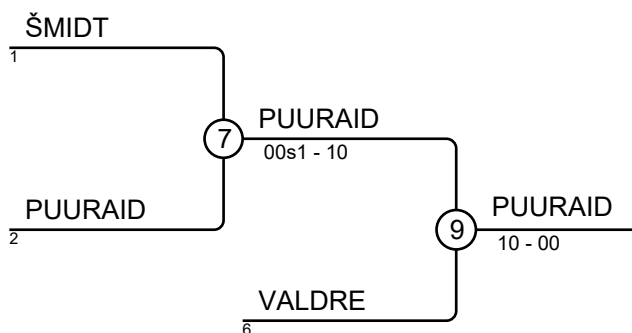 ŠMIDT
1
7
PUURAID
00s1 - 10
PUURAID
2
9
PUURAID
10 - 00
VALDRE
6